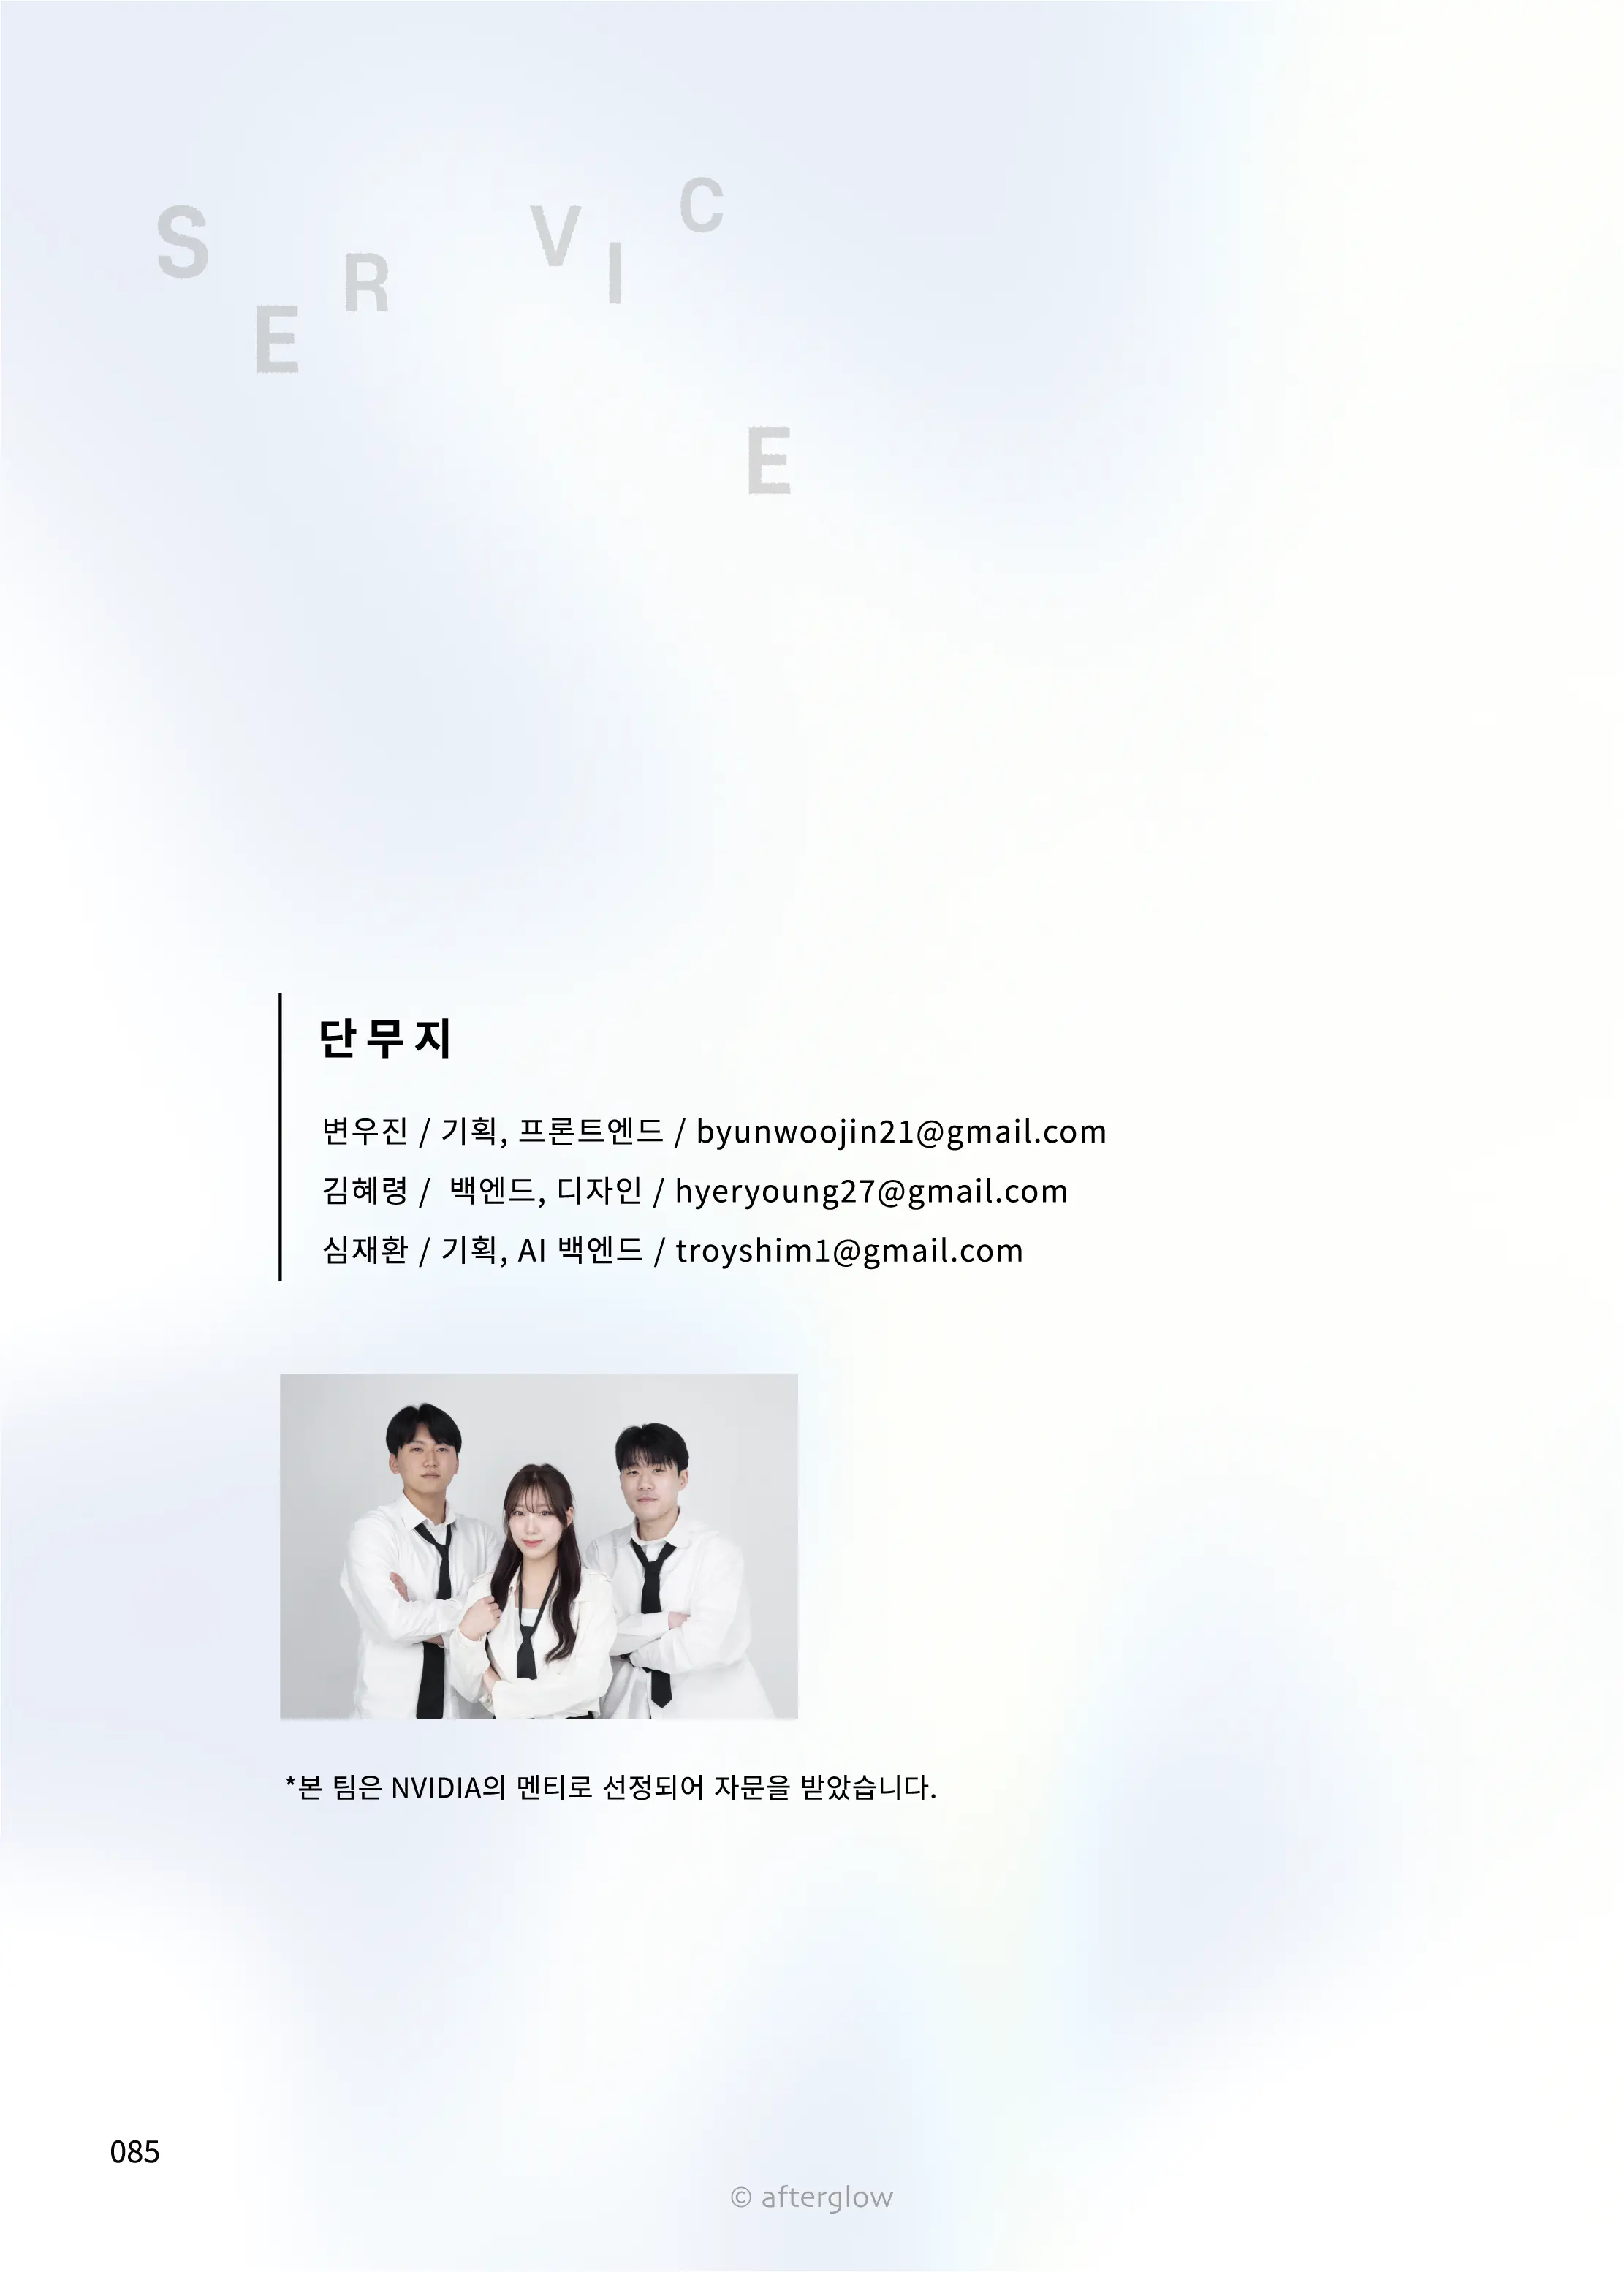 SERVICE
단무지
변우진 / 기획, 프론트엔드 / byunwoojin21@gmail.com
김혜령 / 백엔드, 디자인 / hyeryoung27@gmail.com
심재환 / 기획, AI 백엔드 / troyshim1@gmail.com
*본 팀은 NVIDIA의 멘티로 선정되어 자문을 받았습니다.
085
© afterglow